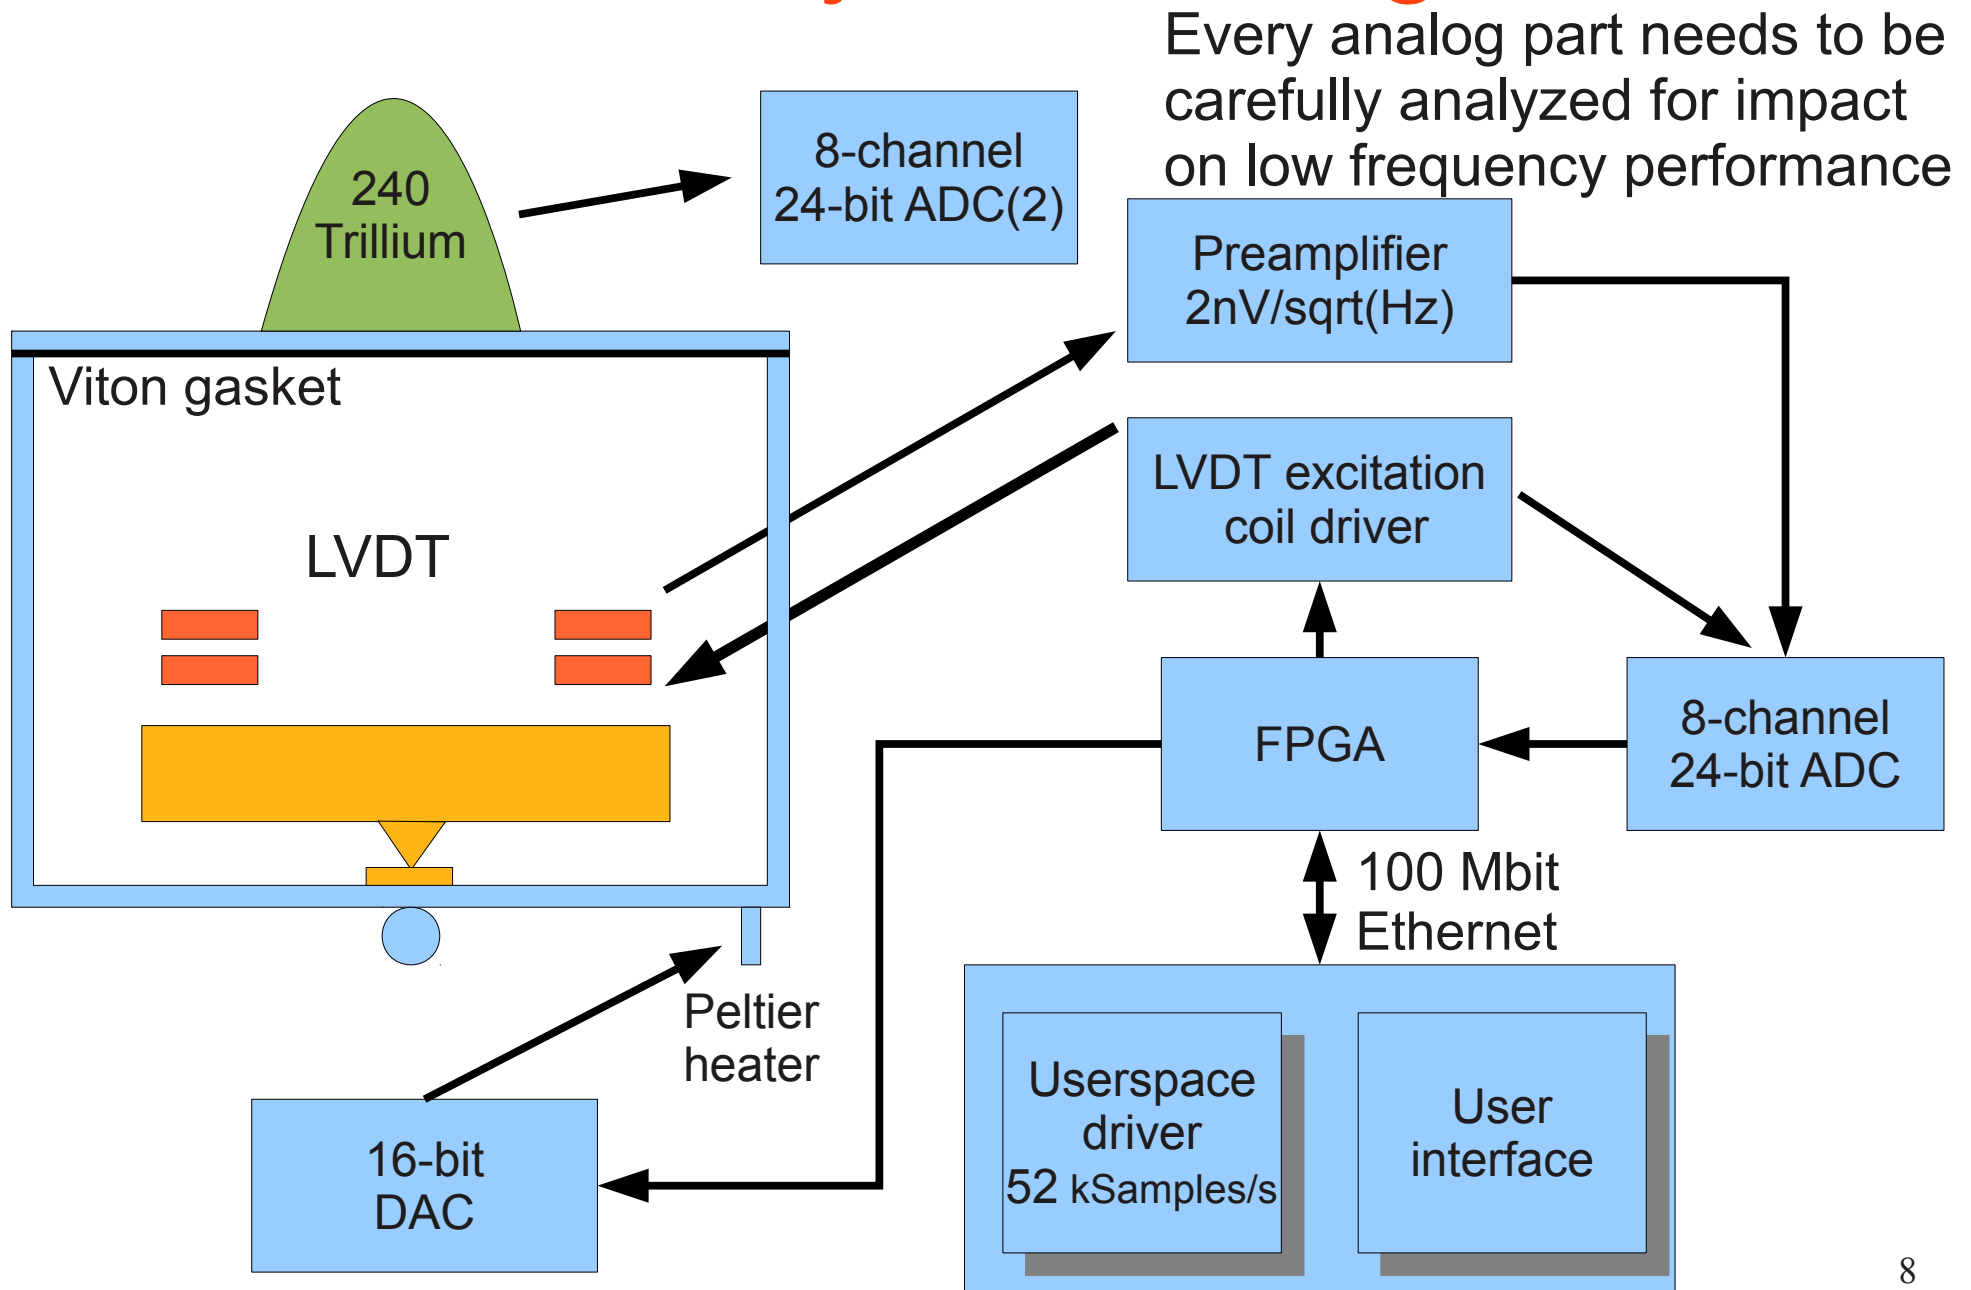 Every analog part needs to be
carefully analyzed for impact
on low frequency performance
240
Trillium
8-channel
24-bit ADC(2)
Preamplifier
2nV/sqrt(Hz)
Viton gasket
LVDT excitation
coil driver
LVDT
FPGA
8-channel
24-bit ADC
100 Mbit
Ethernet
Peltier
heater
Userspace
driver
52 kSamples/s
User
interface
16-bit
DAC
8